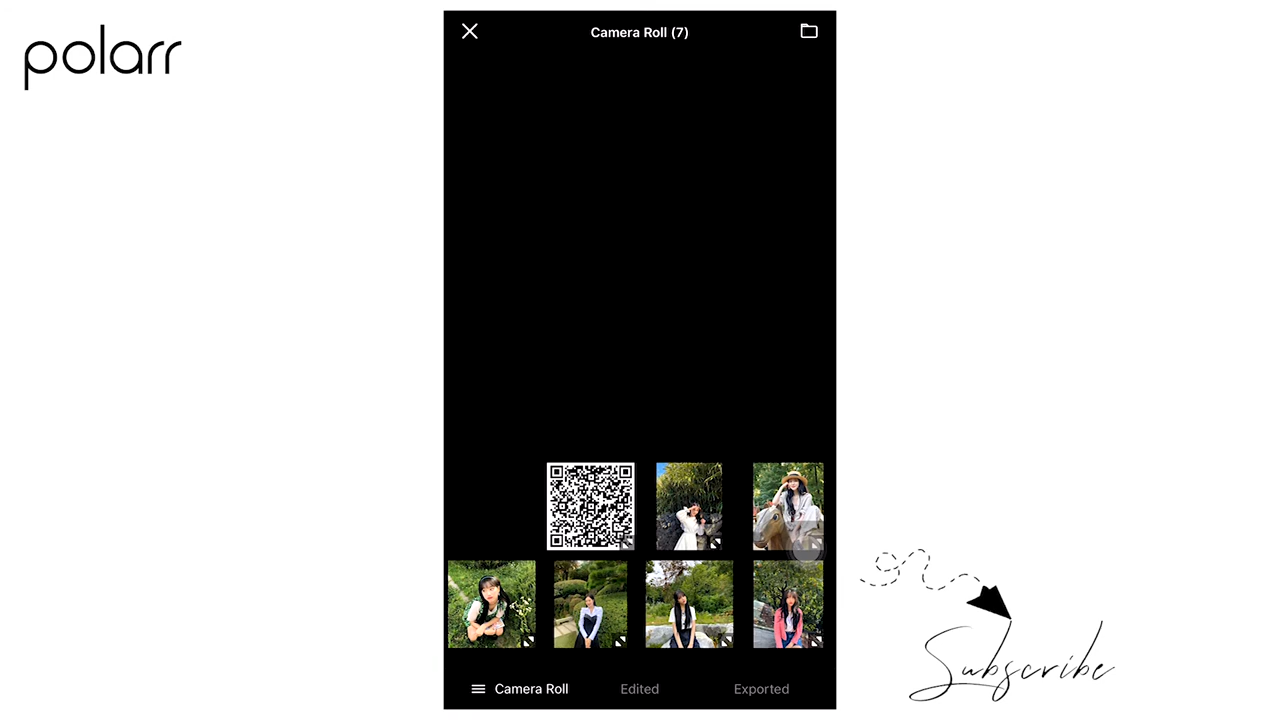 polarr
Camera Roll (7)
Camera Roll
Edited
Exported
Subscribe